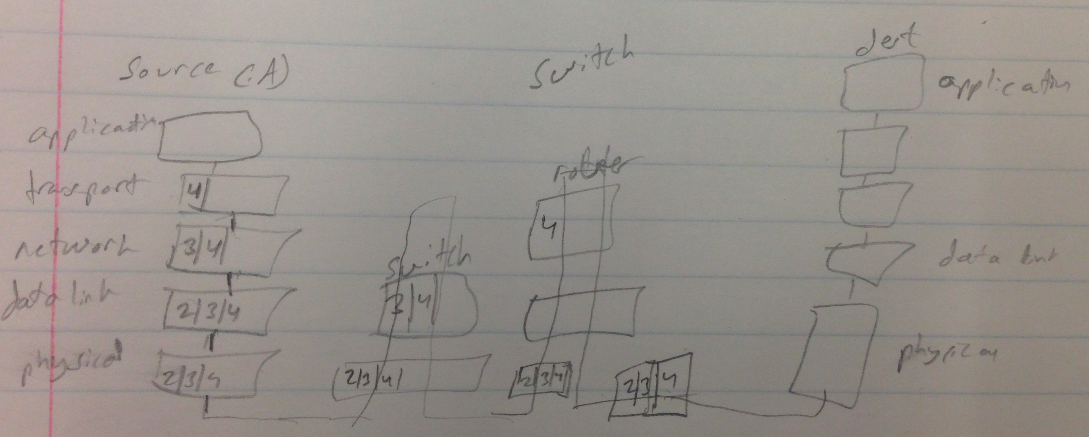 Source (:A)
switch
dest
application
application
transport
4
router
4
network
3|4
switch
3|4
data link
data link
2|3|4
physical
2|3|4
2|3|4|
2|3|4|
2|3|4
physical